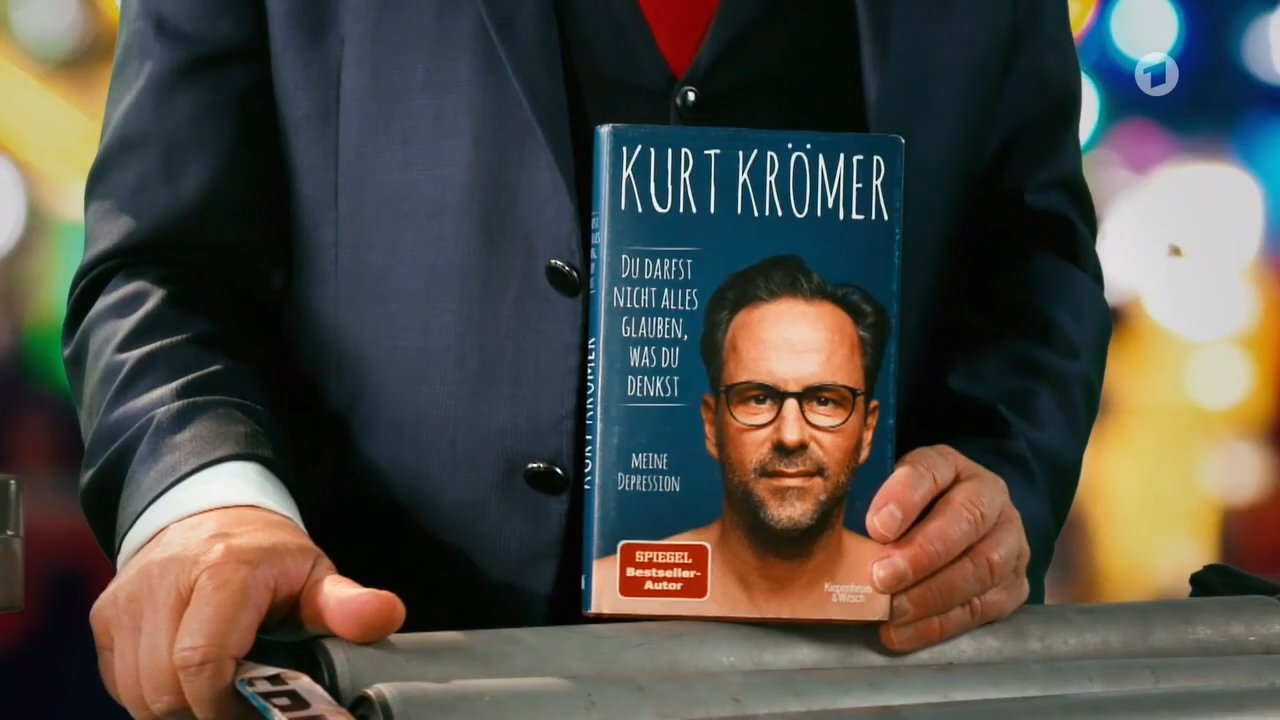 1
KURT KRÖMER
DU DARFST
NICHT ALLES
GLAUBEN,
WAS DU
DENKST
MEINE
DEPRESSION
SPIEGEL
Bestseller-
Autor
Kiepenheuer
& Witsch
KURT KRÖMER